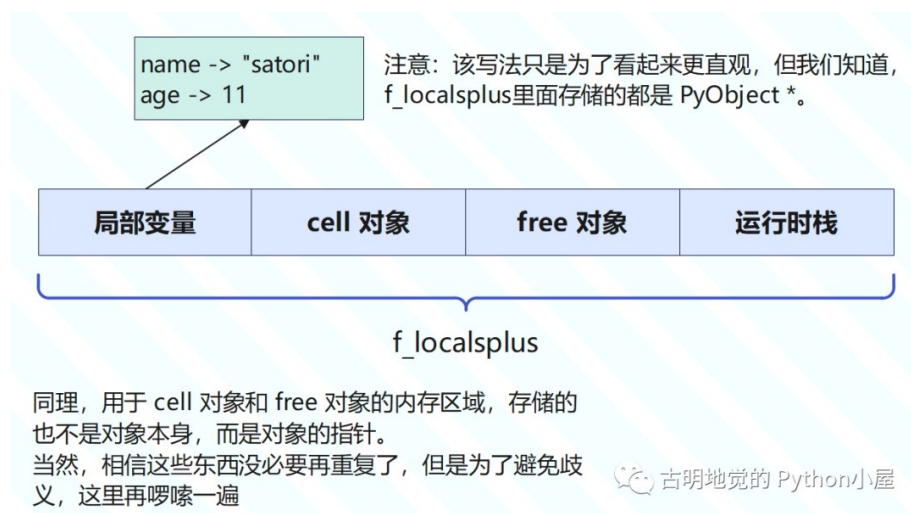 name -> "satori"
age -> 11
注意：该写法只是为了看起来更直观，但我们知道，
f_localsplus里面存储的都是 PyObject *。
局部变量
cell 对象
free 对象
运行时栈
f_localsplus
同理，用于 cell 对象和 free 对象的内存区域，存储的
也不是对象本身，而是对象的指针。
当然，相信这些东西没必要再重复了，但是为了避免歧
义，这里再啰嗦一遍
古明地觉的 Python小屋